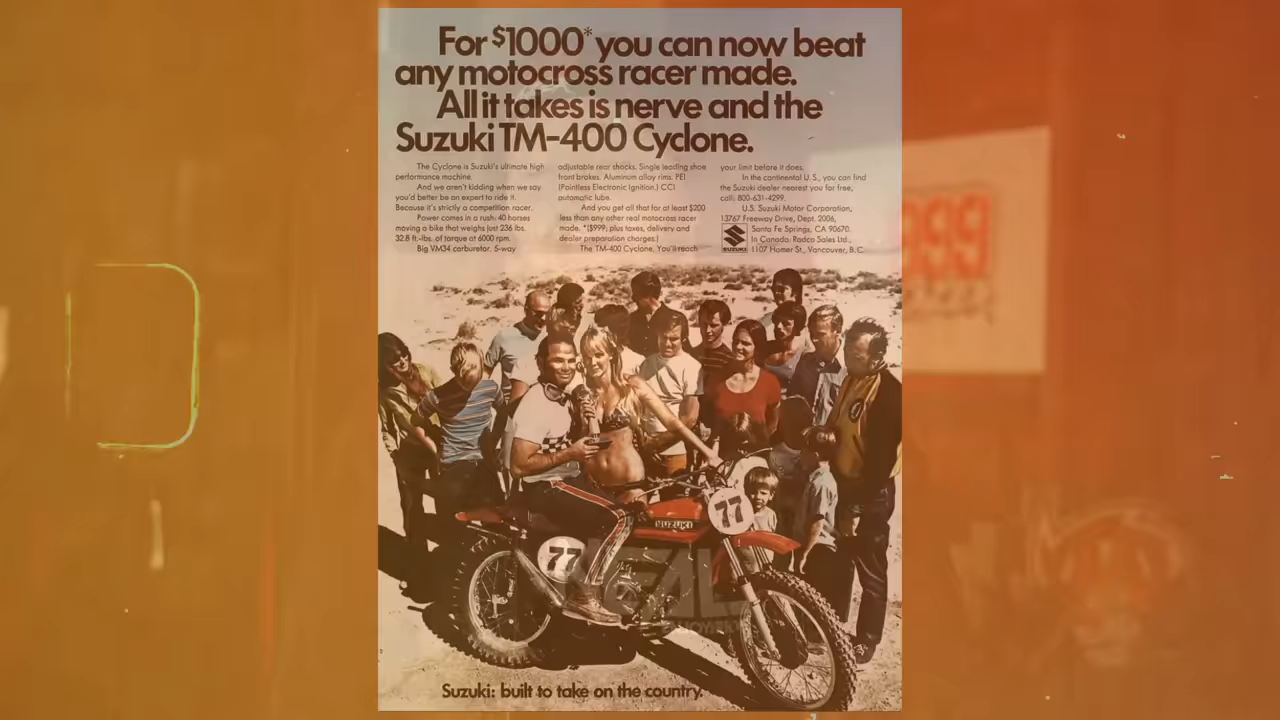 For $1000* you can now beat
any motocross racer made.
All it takes is nerve and the
Suzuki TM-400 Cyclone.
The Cyclone is Suzuki's ultimate high
performance machine.
And we aren't kidding when we say
you'd better be an expert to ride it.
Because it's strictly a competition racer.
Power comes in a rush: 40 horses
moving a bike that weighs just 236 lbs.
32.8 ft.-lbs. of torque at 6000 rpm.
Big VM34 carburetor. 5-way
adjustable rear shocks. Single leading shoe
front brakes. Aluminum alloy rims. PEI
(Pointless Electronic Ignition.) CCI
automatic lube.
And you get all that for at least $200
less than any other real motocross racer
made. *($999, plus taxes, delivery and
dealer preparation charges.)
The TM-400 Cyclone. You'll reach
your limit before it does.
In the continental U.S., you can find
the Suzuki dealer nearest you for free,
call: 800-631-4299.
U.S. Suzuki Motor Corporation,
13767 Freeway Drive, Dept. 2006,
Santa Fe Springs, CA 90670.
In Canada: Radco Sales Ltd.,
1107 Homer St., Vancouver, B.C.
SUZUKI
999
SUZUKI
77
77
Suzuki: built to take on the country.